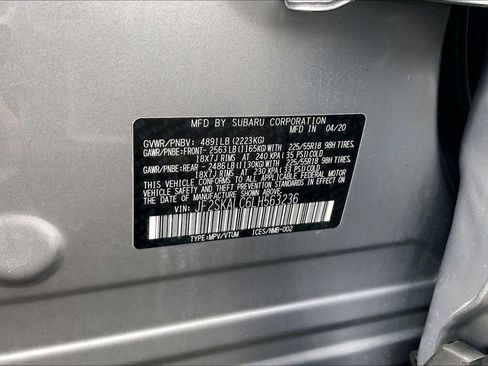 MFD BY SUBARU CORPORATION
GVWR/PNBV: 4891LB(2223KG) IN 04/20
GAWR/PNBE:FRONT- 2563LB(1165KG)WITH 225/55R18 98H TIRES
18X7J RIMS AT 240 KPA(35 PSI)COLD
GAWR/PNBE:REAR - 2486LB(1130KG)WITH 225/55R18 98H TIRES
18X7J RIMS AT 230 KPA(33 PSI)COLD
THIS VEHICLE CONFORMS TO ALL APPLICABLE FEDERAL MOTOR
VEHICLE SAFETY AND THEFT PREVENTION STANDARDS IN EFFECT ON
THE DATE OF MANUFACTURE SHOWN ABOVE.
VIN: JF2SKALC6LH563236
TYPE:MPV/VTUM ICES/NMB-002